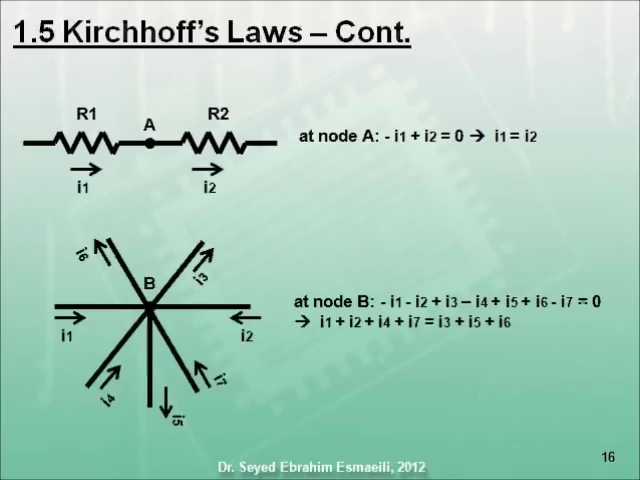 1.5 Kirchhoff's Laws – Cont.
R1
A
R2
at node A: - i1 + i2 = 0 → i1 = i2
i1
i2
i6
B
i3
at node B: - i1 - i2 + i3 – i4 + i5 + i6 - i7 = 0
→ i1 + i2 + i4 + i7 = i3 + i5 + i6
i1
i2
i4
i7
i5
16
Dr. Seyed Ebrahim Esmaeili, 2012